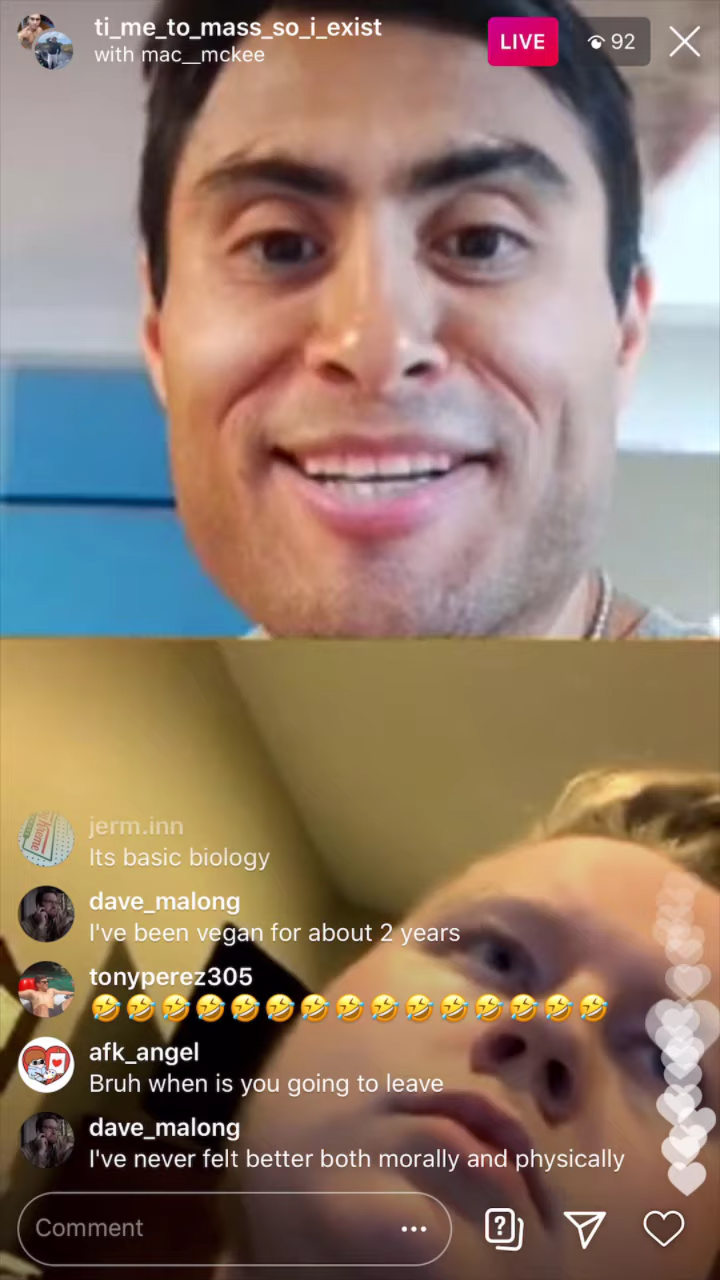 ti_me_to_mass_so_i_exist
with mac__mckee
LIVE
92
jerm.inn
Its basic biology
dave_malong
I've been vegan for about 2 years
tonyperez305
🤣🤣🤣🤣🤣🤣🤣🤣🤣🤣🤣🤣🤣🤣🤣
afk_angel
Bruh when is you going to leave
dave_malong
I've never felt better both morally and physically
Comment